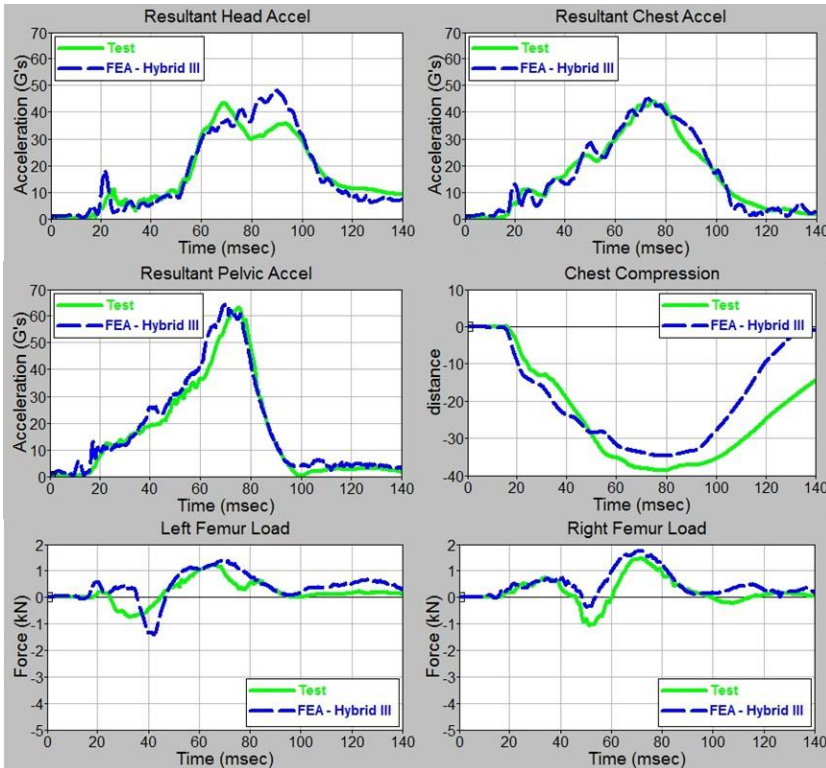 Resultant Head Accel
Acceleration (G's)
70
60
50
40
30
20
10
0
Test
FEA - Hybrid III
0 20 40 60 80 100 120 140
Time (msec)
Resultant Chest Accel
Acceleration (G's)
70
60
50
40
30
20
10
0
Test
FEA - Hybrid III
0 20 40 60 80 100 120 140
Time (msec)
Resultant Pelvic Accel
Acceleration (G's)
70
60
50
40
30
20
10
0
Test
FEA - Hybrid III
0 20 40 60 80 100 120 140
Time (msec)
Chest Compression
distance
10
0
-10
-20
-30
-40
Test
FEA - Hybrid III
0 20 40 60 80 100 120 140
Time (msec)
Left Femur Load
Force (kN)
2
1
0
-1
-2
-3
-4
-5
Test
FEA - Hybrid III
0 20 40 60 80 100 120 140
Time (msec)
Right Femur Load
Force (kN)
2
1
0
-1
-2
-3
-4
-5
Test
FEA - Hybrid III
0 20 40 60 80 100 120 140
Time (msec)